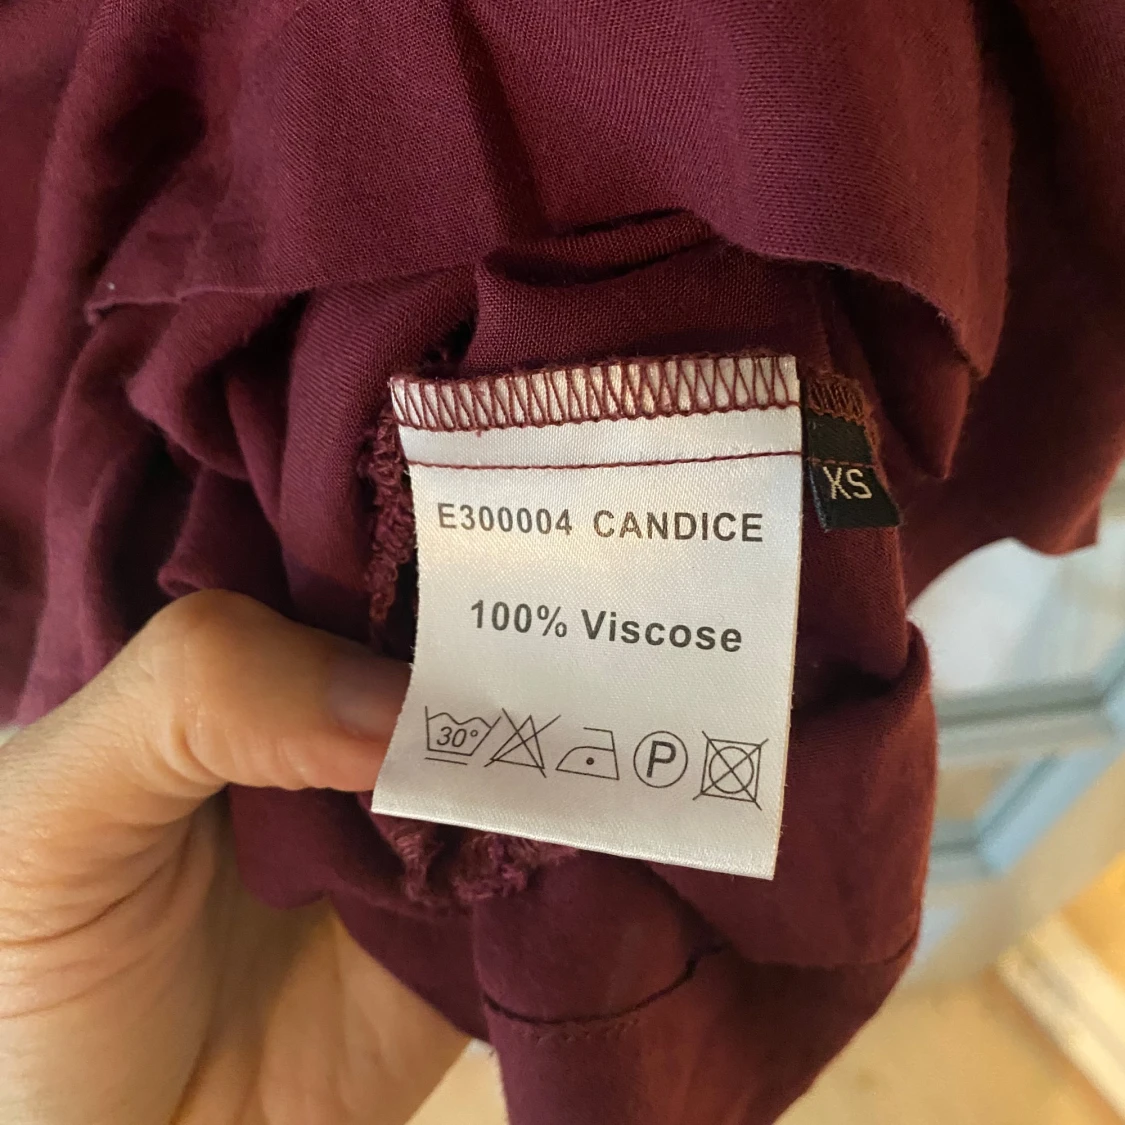 E300004 CANDICE
XS
100% Viscose
30° P